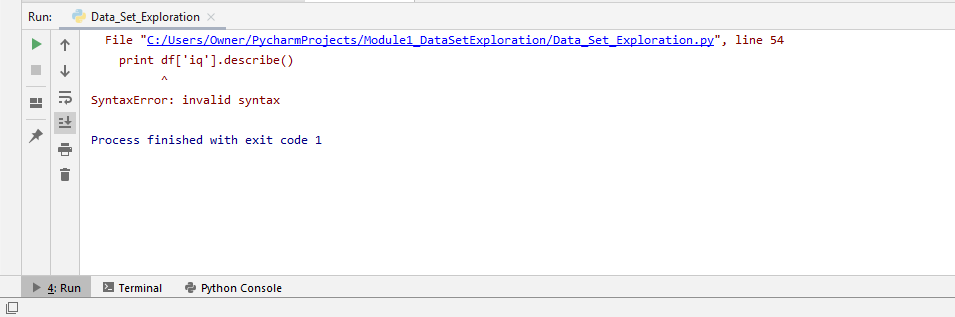 Run: Data_Set_Exploration
File "C:/Users/Owner/PycharmProjects/Module1_DataSetExploration/Data_Set_Exploration.py", line 54
print df['iq'].describe()
^
SyntaxError: invalid syntax
Process finished with exit code 1
4: Run Terminal Python Console